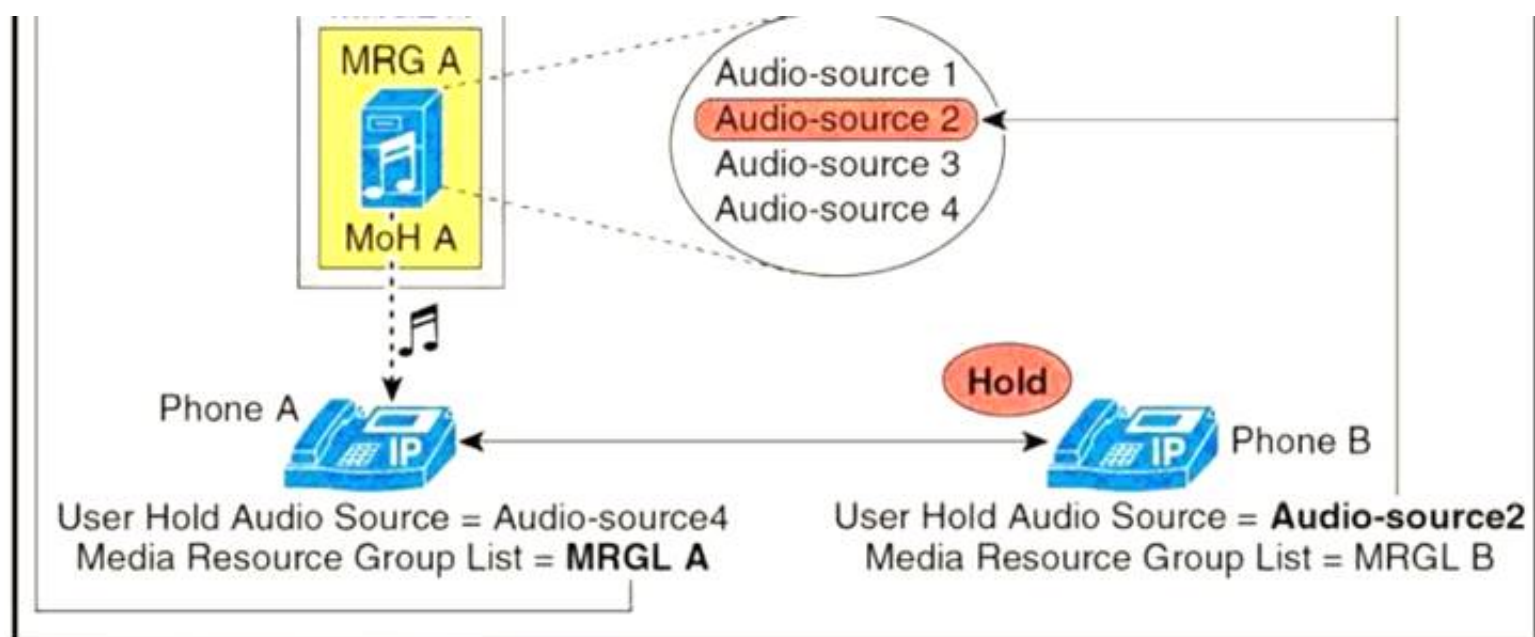 MRG A
MoH A
Audio-source 1
Audio-source 2
Audio-source 3
Audio-source 4
Hold
Phone A
IP
IP
Phone B
User Hold Audio Source = Audio-source4
Media Resource Group List = MRGL A
User Hold Audio Source = Audio-source2
Media Resource Group List = MRGL B